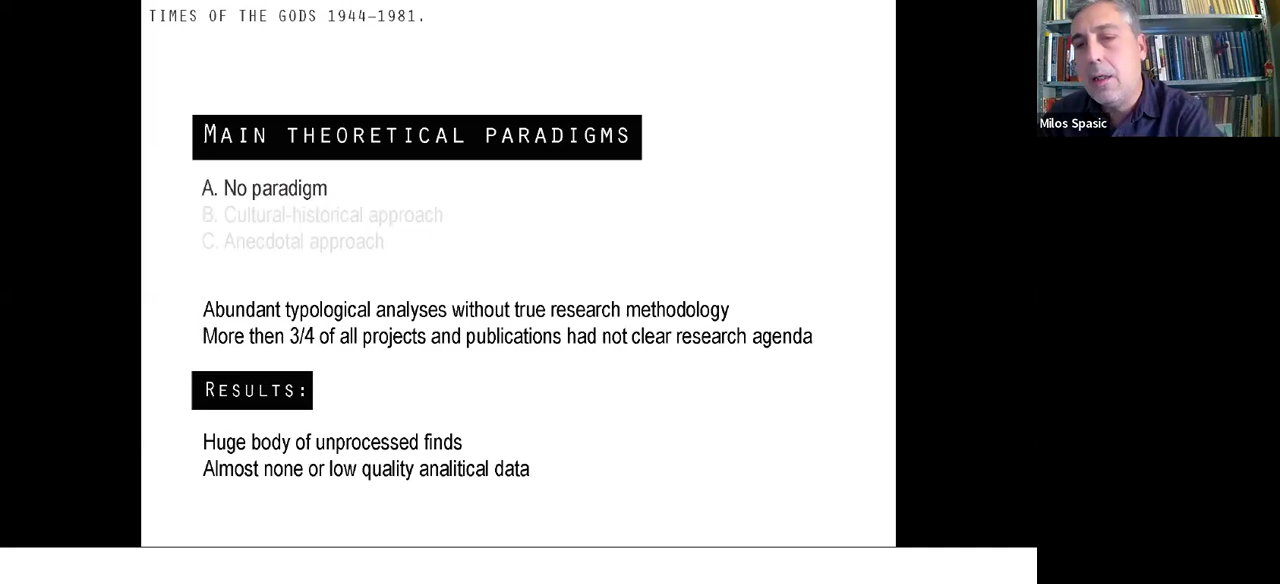 TIMES OF THE GODS 1944–1981.
MAIN THEORETICAL PARADIGMS
A. No paradigm
B. Cultural-historical approach
C. Anecdotal approach
Abundant typological analyses without true research methodology
More then 3/4 of all projects and publications had not clear research agenda
RESULTS:
Huge body of unprocessed finds
Almost none or low quality analitical data
Milos Spasic